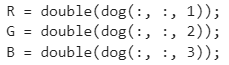 R = double(dog(:, :, 1));
G = double(dog(:, :, 2));
B = double(dog(:, :, 3));